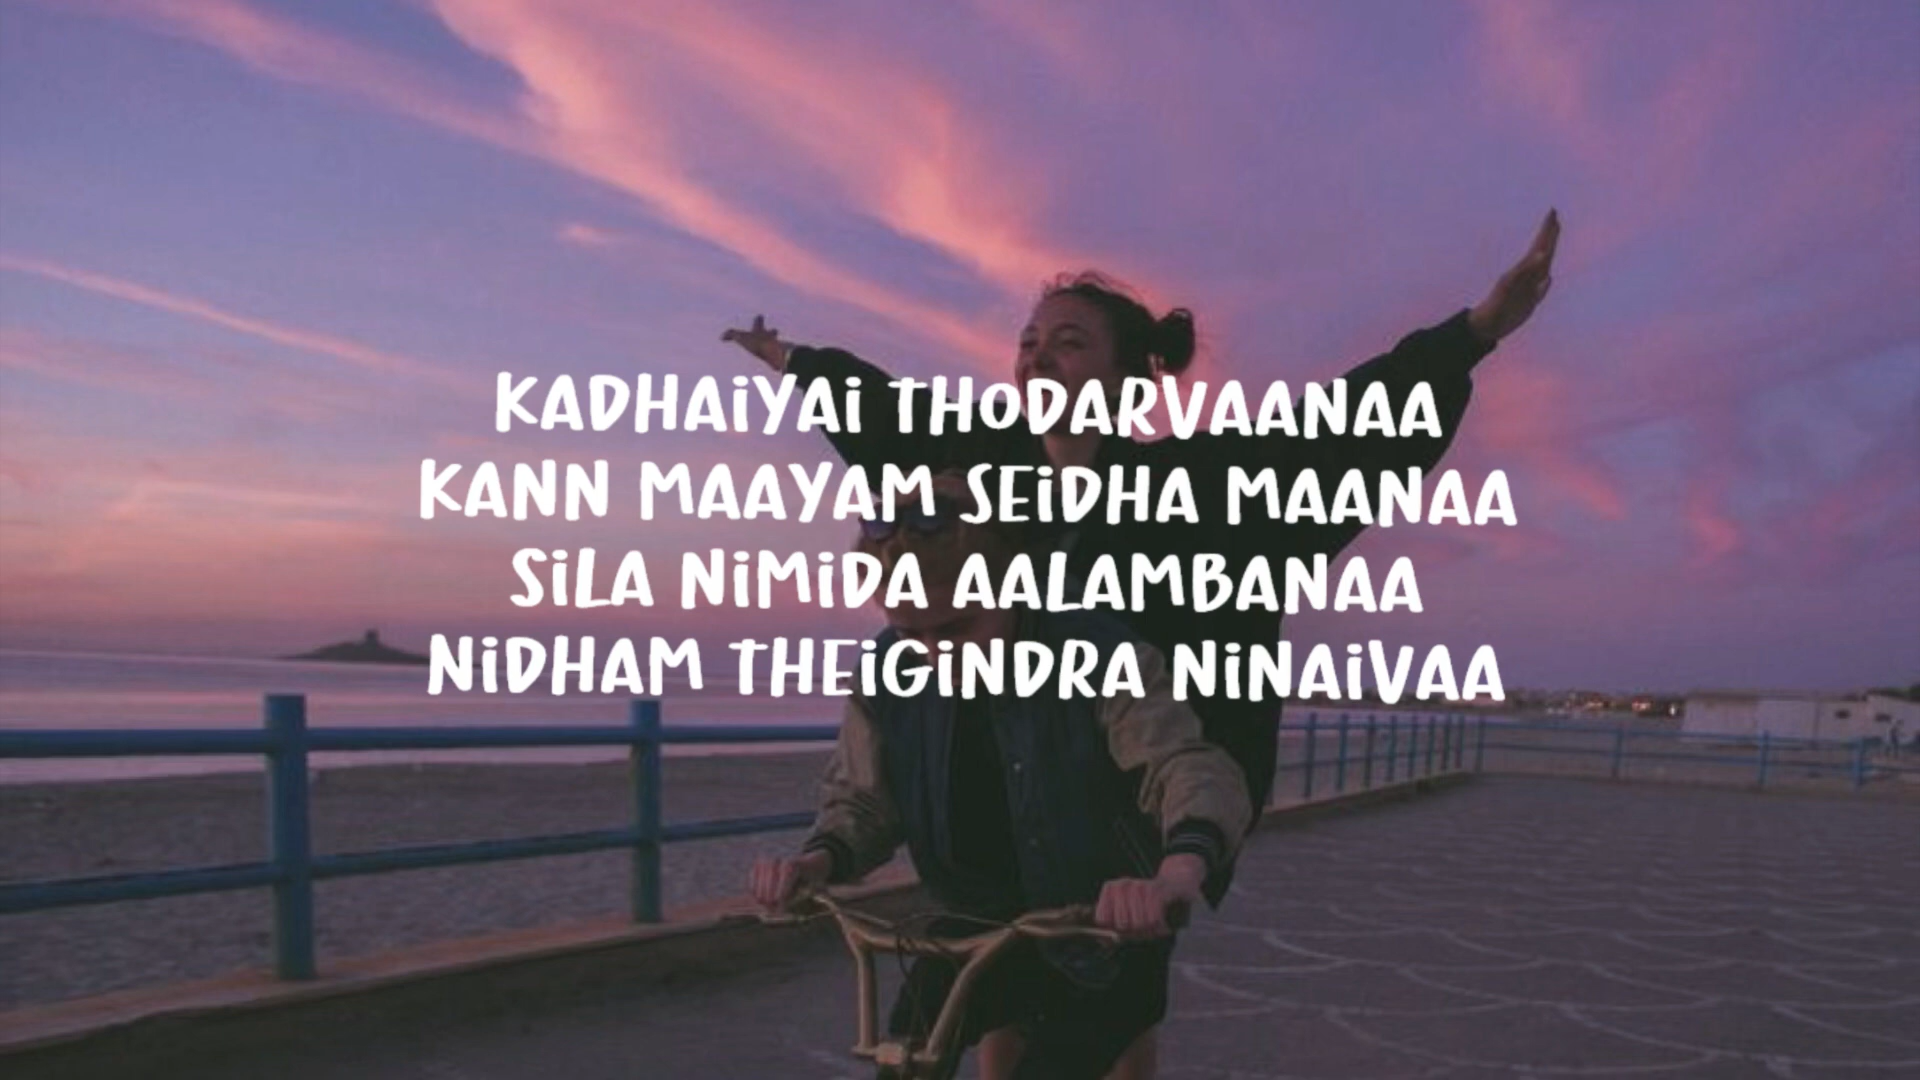 KADHAiYAi THODARVAANAA
KANN MAAYAM SEiDHA MAANAA
SiLA NiMiDA AALAMBANAA
NiDHAM THEiGiNDRA NiNAiVAA